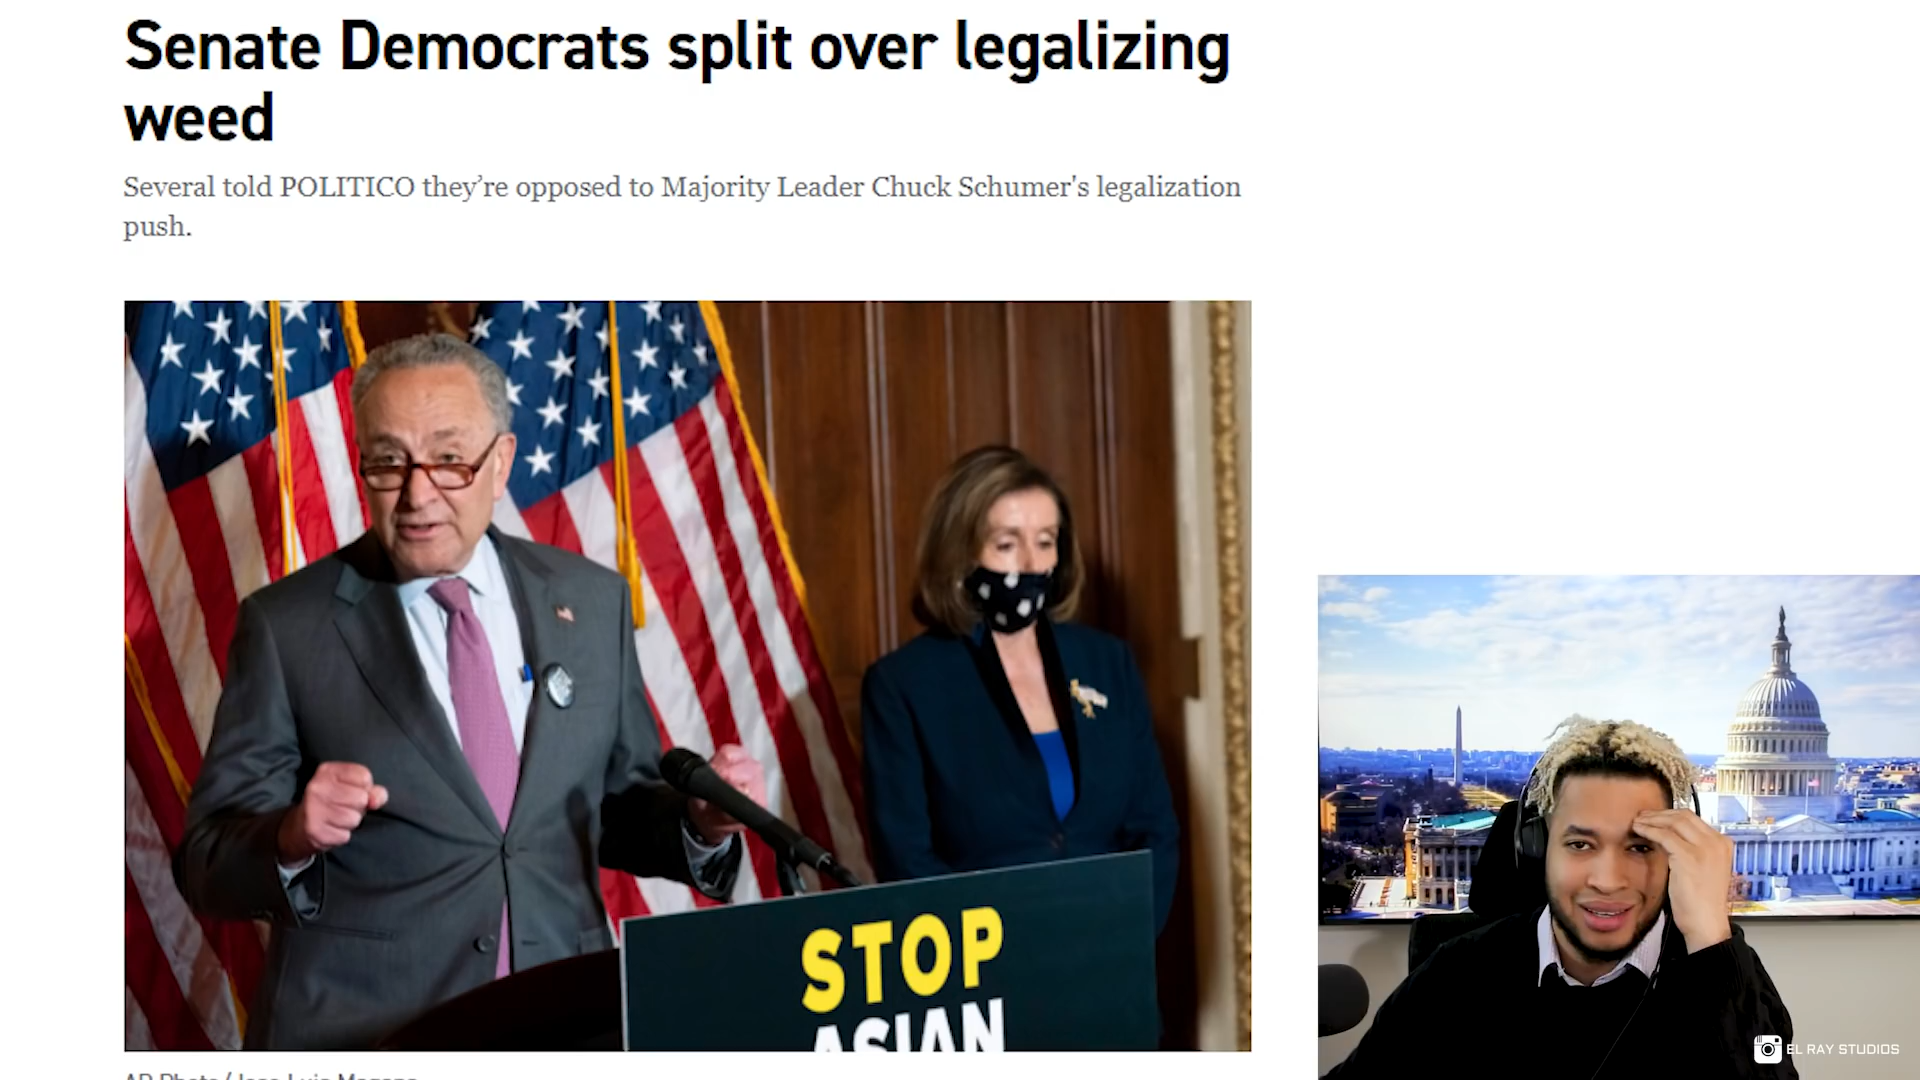 Senate Democrats split over legalizing
weed
Several told POLITICO they’re opposed to Majority Leader Chuck Schumer's legalization
push.
STOP
ASIAN
EL RAY STUDIOS